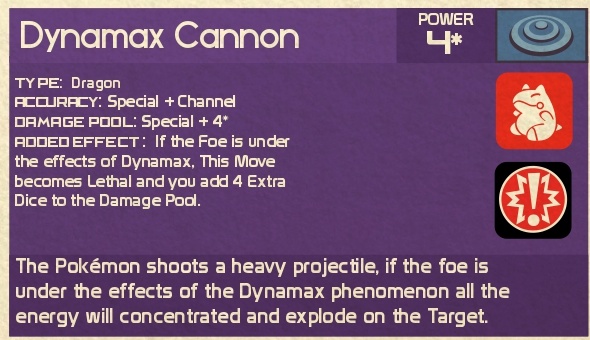 Dynamax Cannon
POWER
4*
TYPE: Dragon
ACCURACY: Special + Channel
DAMAGE POOL: Special + 4*
ADDED EFFECT: If the Foe is under
the effects of Dynamax, This Move
becomes Lethal and you add 4 Extra
Dice to the Damage Pool.
The Pokémon shoots a heavy projectile, if the foe is
under the effects of the Dynamax phenomenon all the
energy will concentrated and explode on the Target.